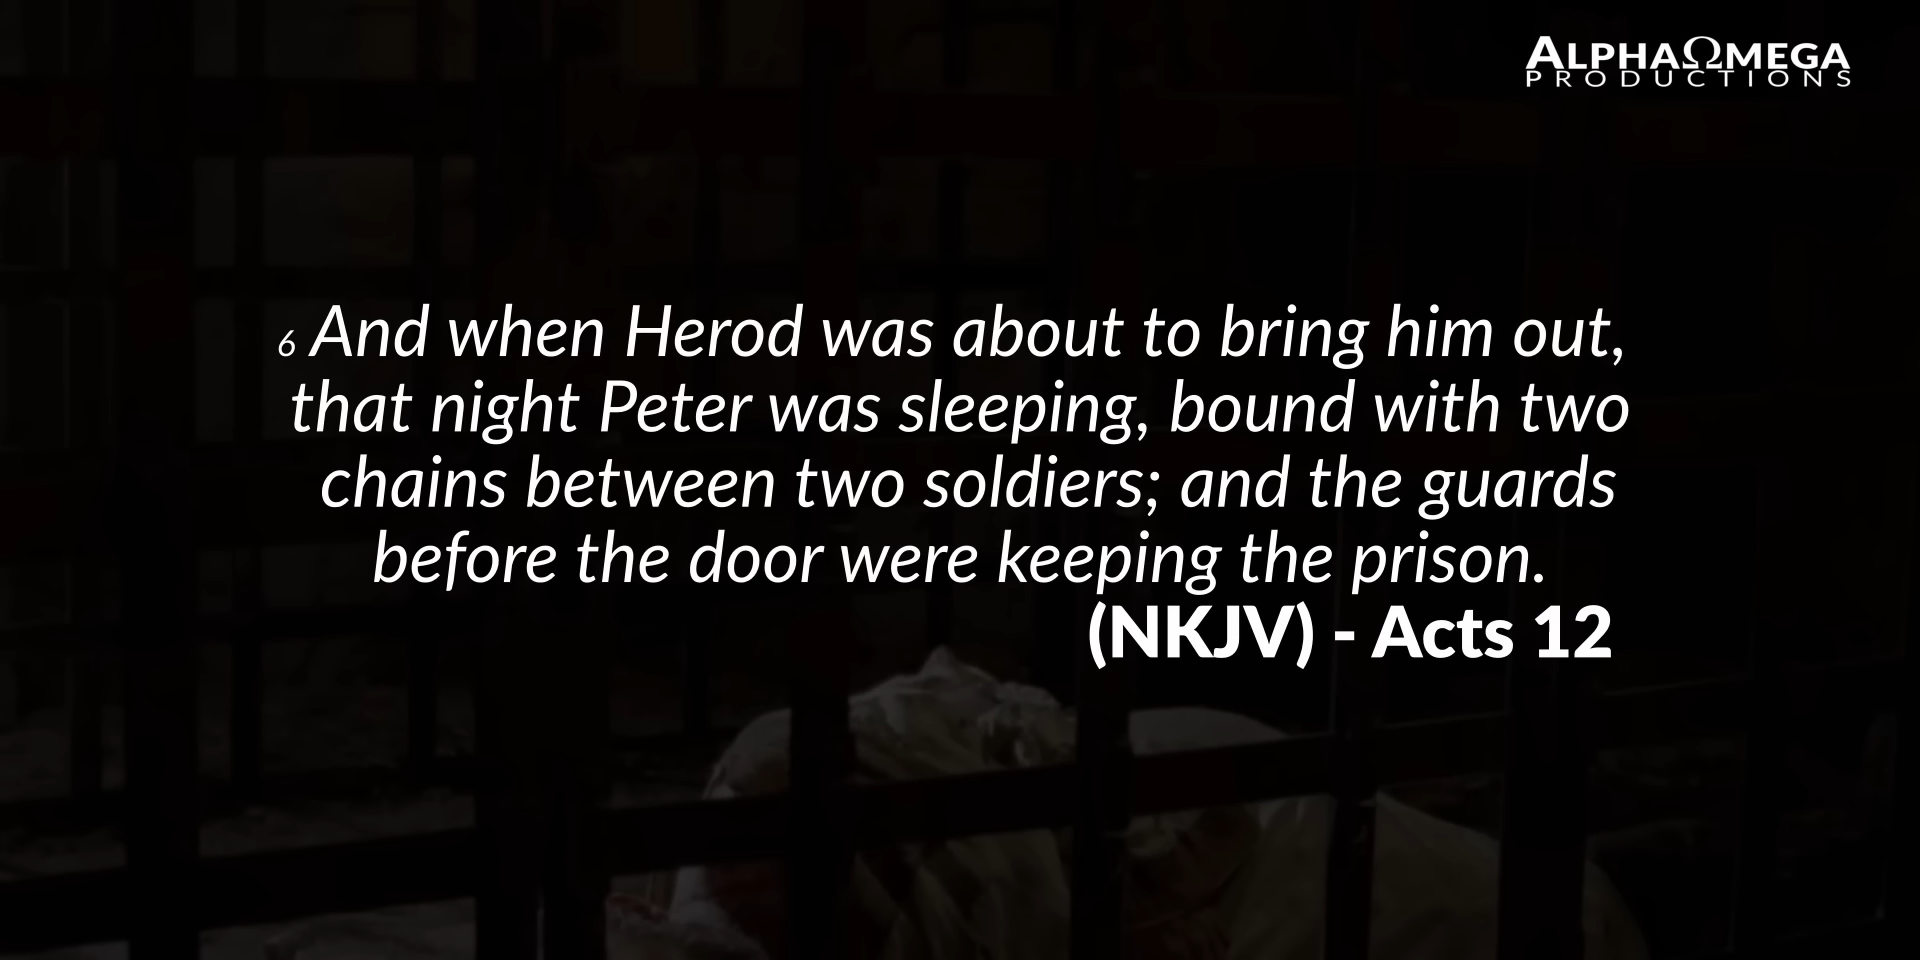 ALPHAΩMEGA
PRODUCTIONS
6 And when Herod was about to bring him out,
that night Peter was sleeping, bound with two
chains between two soldiers; and the guards
before the door were keeping the prison.
(NKJV) - Acts 12